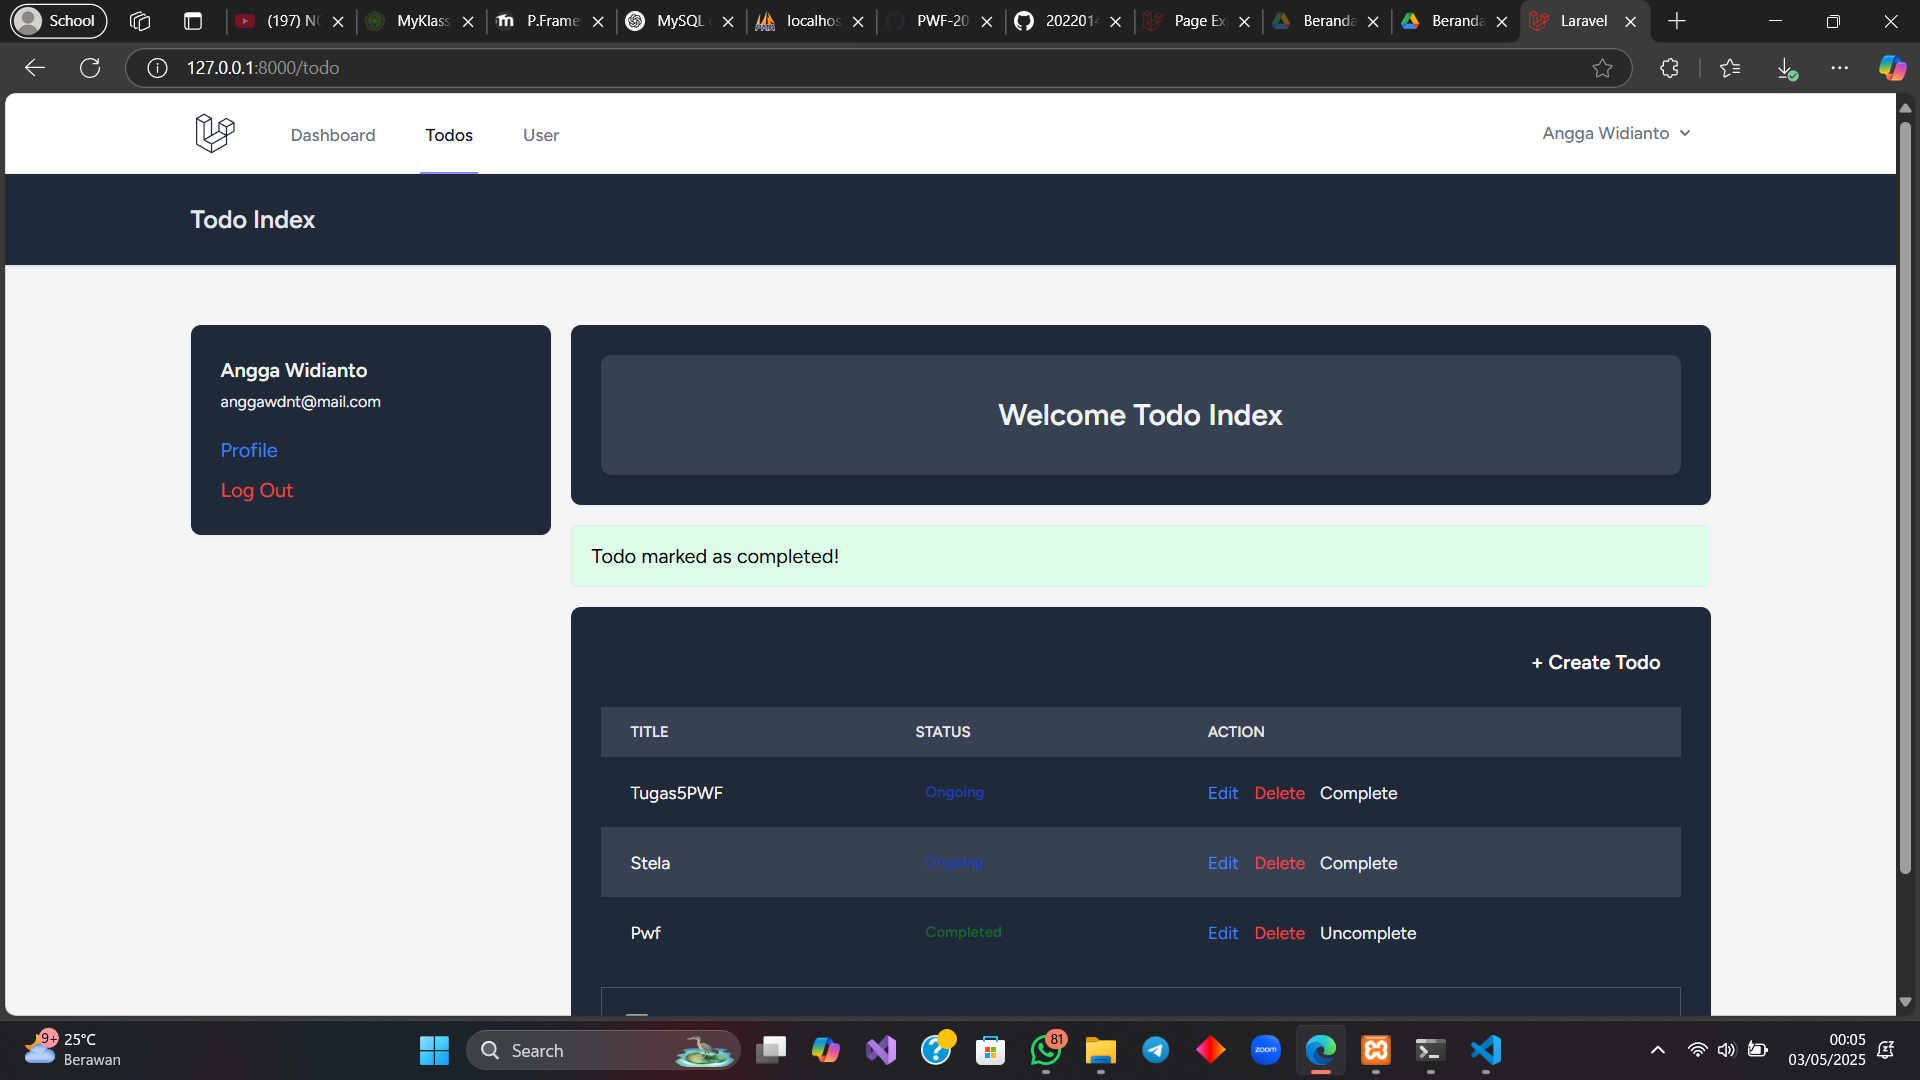 School
(197) N
MyKlass
P.Frame
MySQL
localhos
PWF-20
202201
Page Ex
Beranda
Beranda
Laravel
127.0.0.1:8000/todo
Dashboard
Todos
User
Angga Widianto
Todo Index
Angga Widianto
anggawdnt@mail.com
Profile
Log Out
Welcome Todo Index
Todo marked as completed!
+ Create Todo
TITLE STATUS ACTION
Tugas5PWF Ongoing Edit Delete Complete
Stela Ongoing Edit Delete Complete
Pwf Completed Edit Delete Uncomplete
9+
25°C
Berawan
Search
81
zoom
00:05
03/05/2025